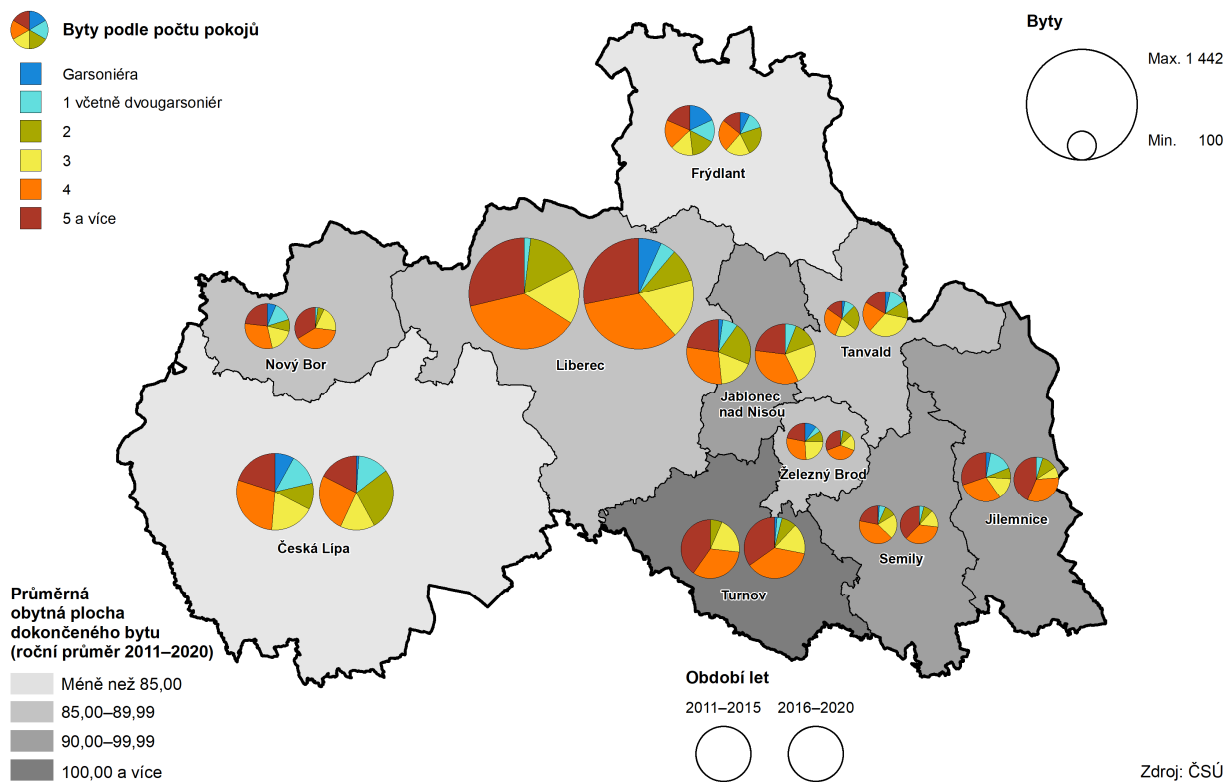 Byty podle počtu pokojů
Garsoniéra
1 včetně dvougarsoniér
2
3
4
5 a více
Byty
Max. 1 442
Min. 100
Frýdlant
Nový Bor
Liberec
Tanvald
Jablonec
nad Nisou
Železný Brod
Česká Lípa
Jilemnice
Semily
Turnov
Průměrná
obytná plocha
dokončeného bytu
(roční průměr 2011–2020)
Méně než 85,00
85,00–89,99
90,00–99,99
100,00 a více
Období let
2011–2015 2016–2020
Zdroj: ČSÚ